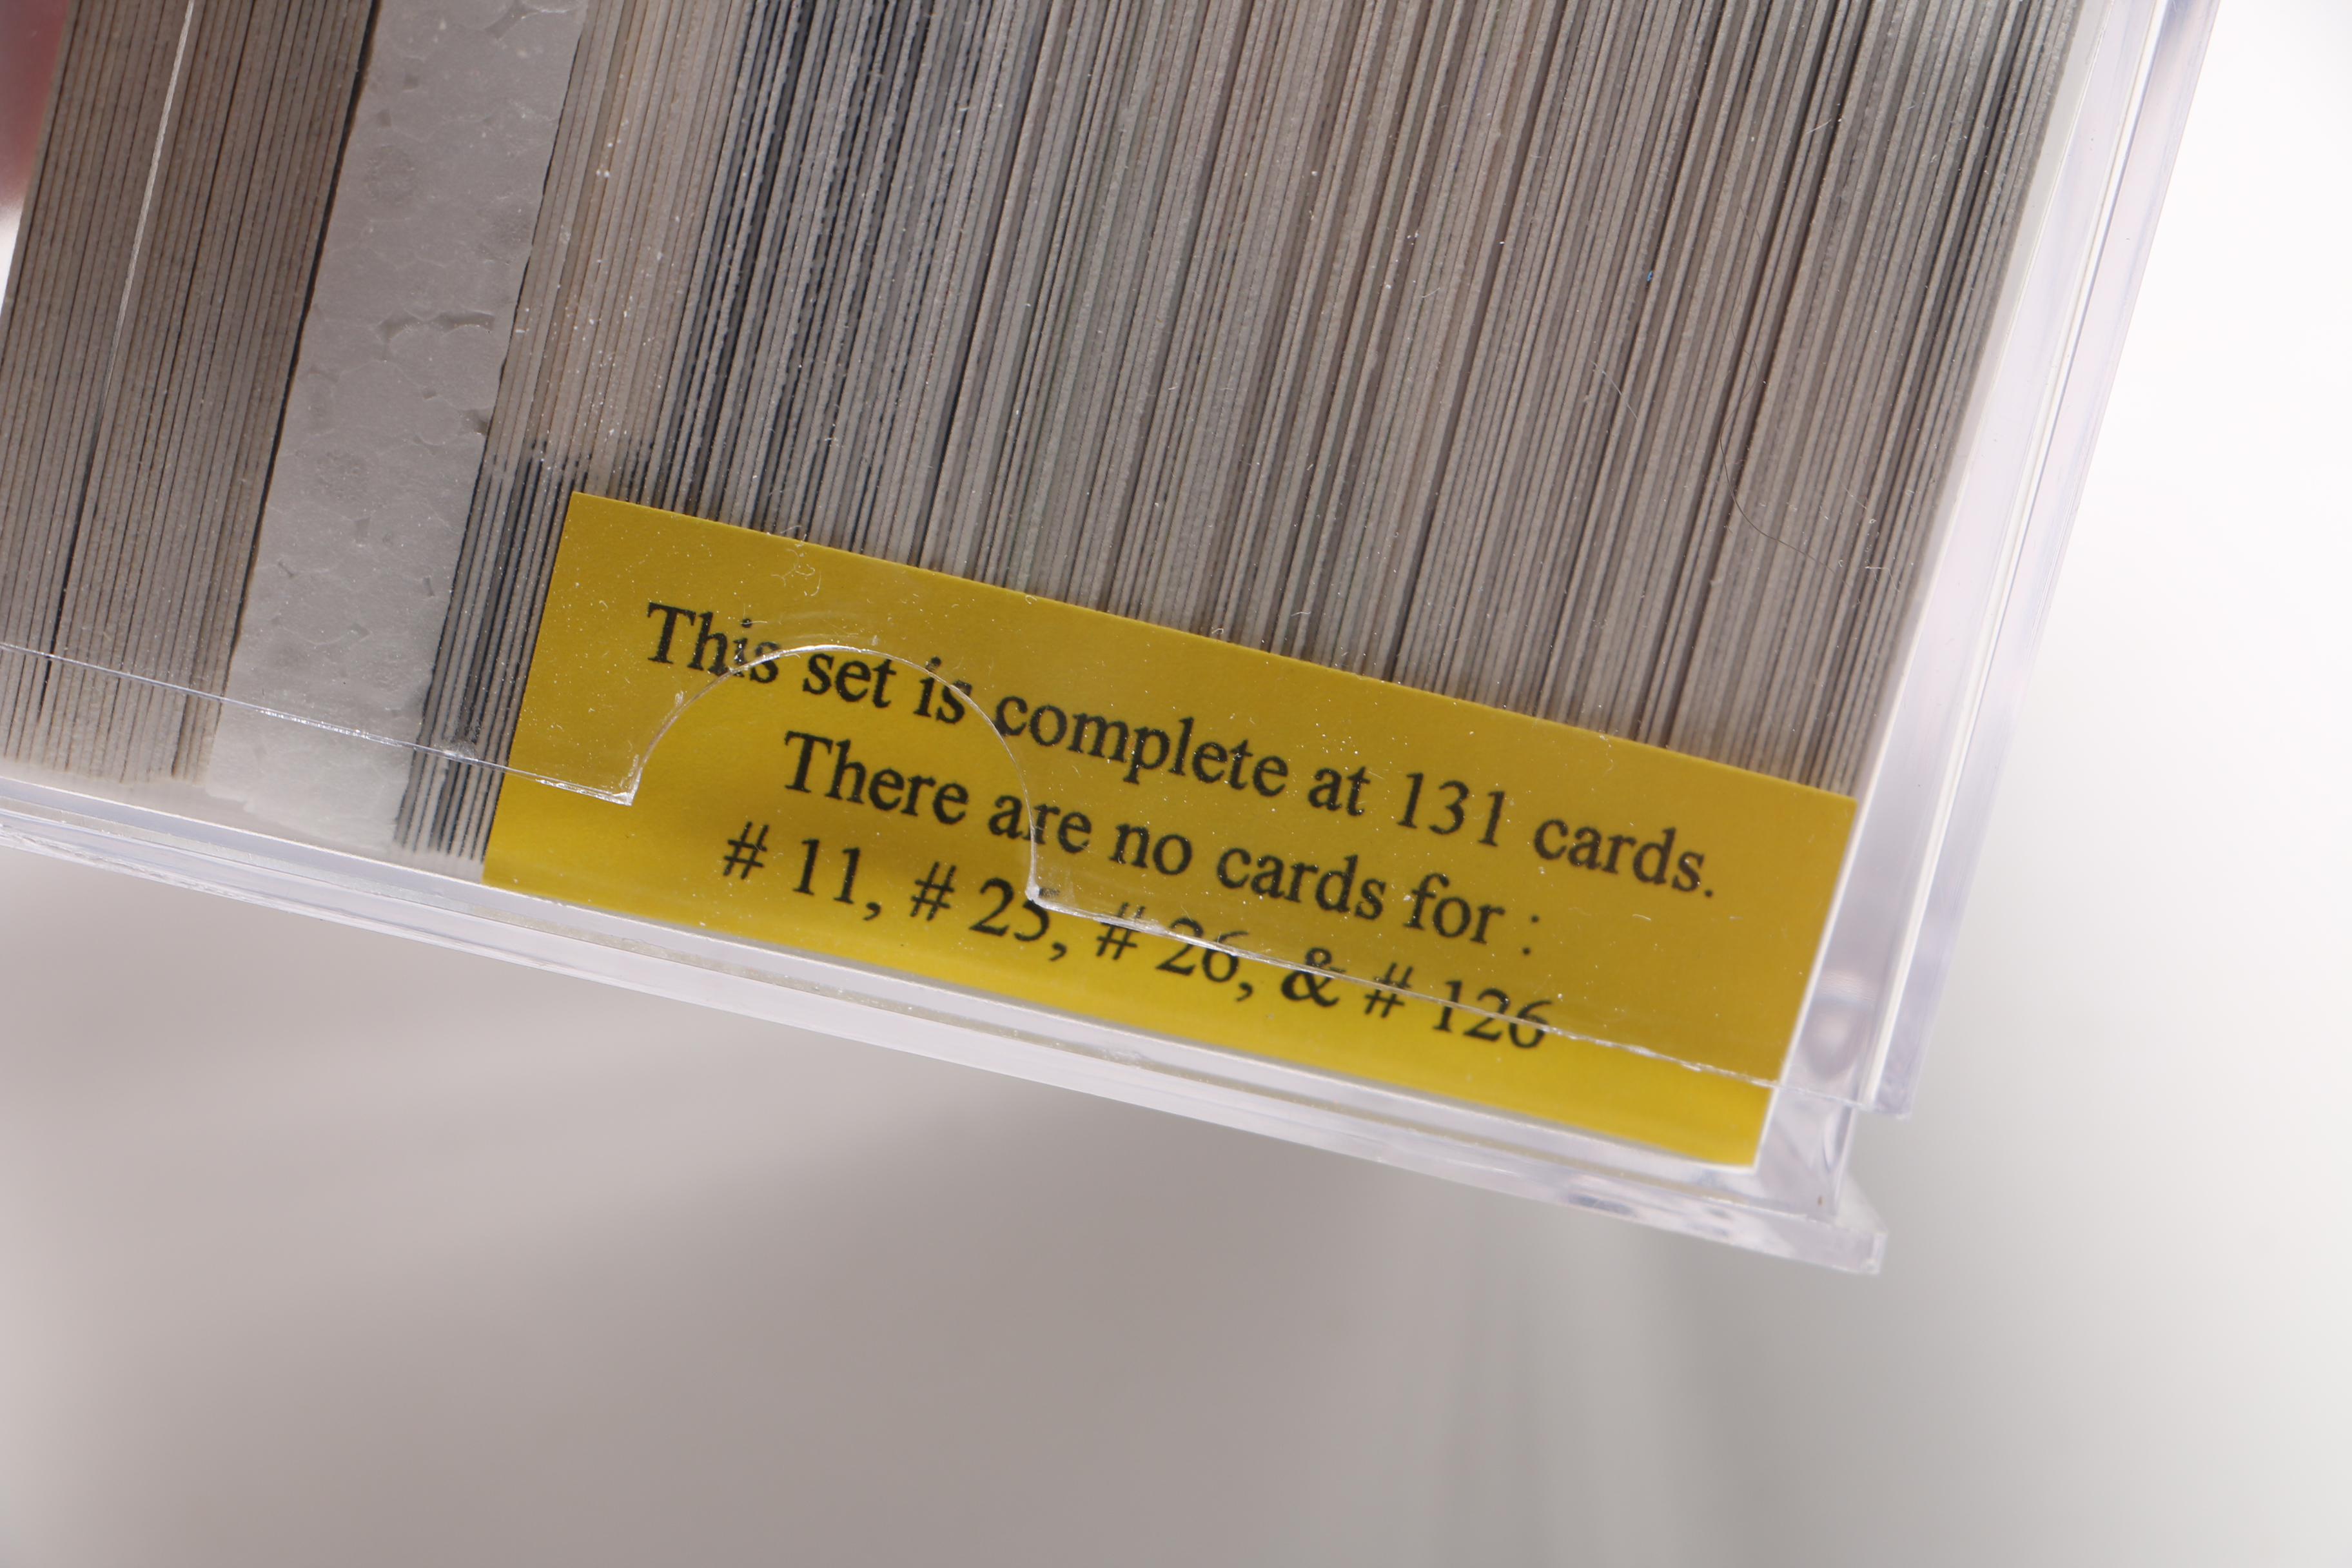 This set is complete at 131 cards.
There are no cards for :
# 11, # 25, # 26, & # 126